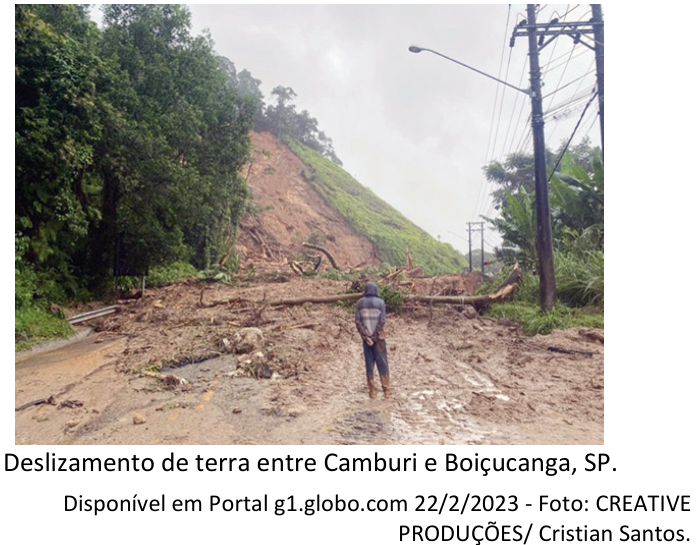 Deslizamento de terra entre Camburi e Boiçucanga, SP.
Disponível em Portal g1.globo.com 22/2/2023 - Foto: CREATIVE
PRODUÇÕES/ Cristian Santos.